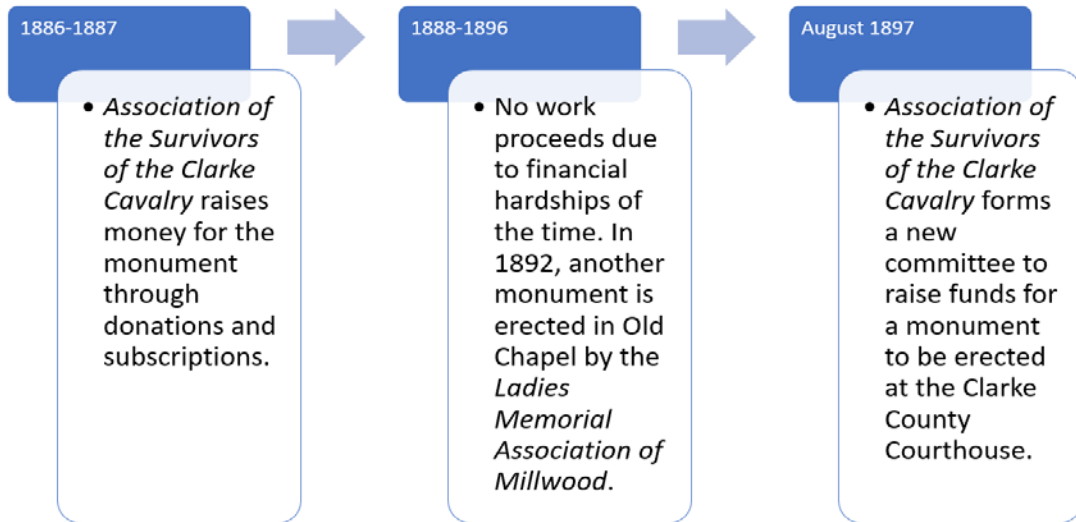 1886-1887
• Association of
the Survivors
of the Clarke
Cavalry raises
money for the
monument
through
donations and
subscriptions.
1888-1896
• No work
proceeds due
to financial
hardships of
the time. In
1892, another
monument is
erected in Old
Chapel by the
Ladies
Memorial
Association of
Millwood.
August 1897
• Association of
the Survivors
of the Clarke
Cavalry forms
a new
committee to
raise funds for
a monument
to be erected
at the Clarke
County
Courthouse.